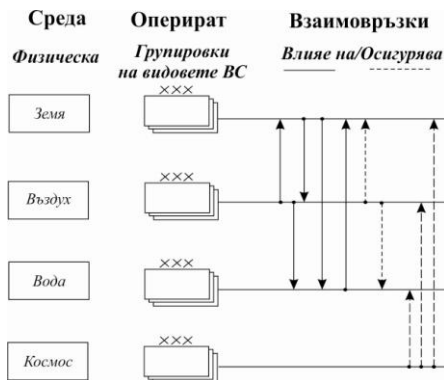 Среда Оперират Взаимовръзки
Физическа Групировки на видовете ВС Влияе на/Осигурява
×××
Земя
×××
Въздух
×××
Вода
×××
Космос